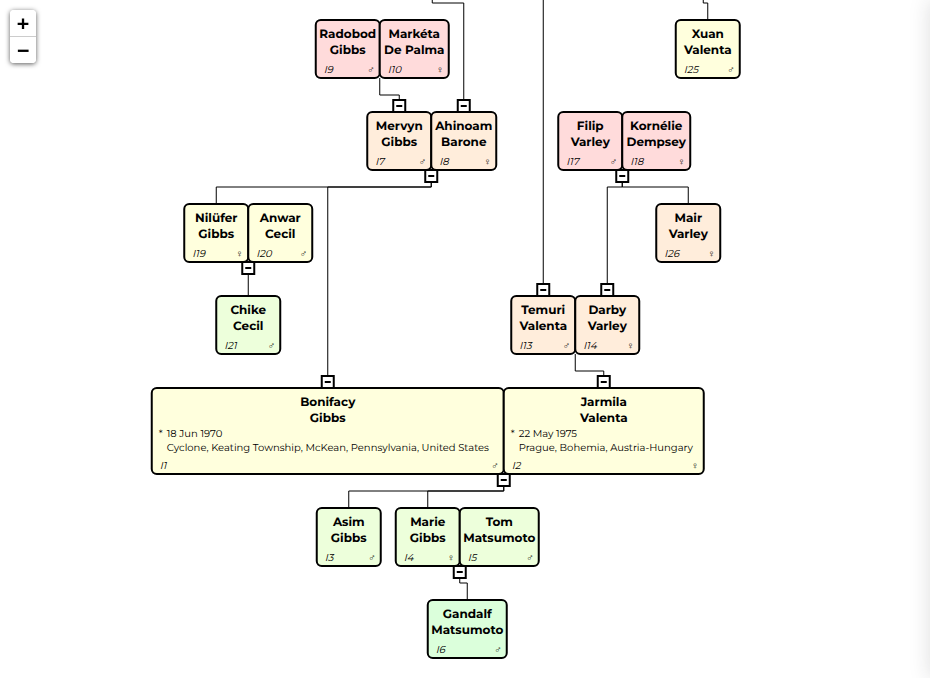 +
−
Radobod
Gibbs
I9 ♂
Markéta
De Palma
I10 ♀
Xuan
Valenta
I25 ♂
Mervyn
Gibbs
I7 ♂
Ahinoam
Barone
I8 ♀
Filip
Varley
I17 ♂
Kornélie
Dempsey
I18 ♀
Nilüfer
Gibbs
I19 ♀
Anwar
Cecil
I20 ♂
Mair
Varley
I26 ♀
Chike
Cecil
I21 ♂
Temuri
Valenta
I13 ♂
Darby
Varley
I14 ♀
Bonifacy
Gibbs
* 18 Jun 1970
Cyclone, Keating Township, McKean, Pennsylvania, United States
I1 ♂
Jarmila
Valenta
* 22 May 1975
Prague, Bohemia, Austria-Hungary
I2 ♀
Asim
Gibbs
I3 ♂
Marie
Gibbs
I4 ♀
Tom
Matsumoto
I5 ♂
Gandalf
Matsumoto
I6 ♂